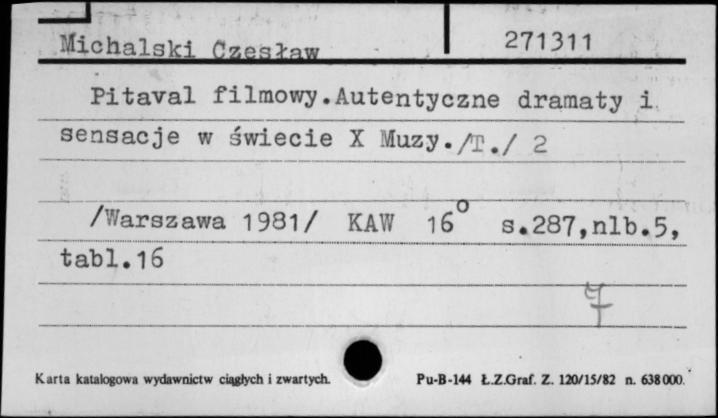 Michalski Czesław 271311
Pitaval filmowy.Autentyczne dramaty i
sensacje w świecie X Muzy./T./ 2
/Warszawa 1981/ KAW 16° s.287,nlb.5,
tabl.16
7
Karta katalogowa wydawnictw ciągłych i zwartych. Pu-B-144 Ł.Z.Graf. Z. 120/15/82 n. 638000.